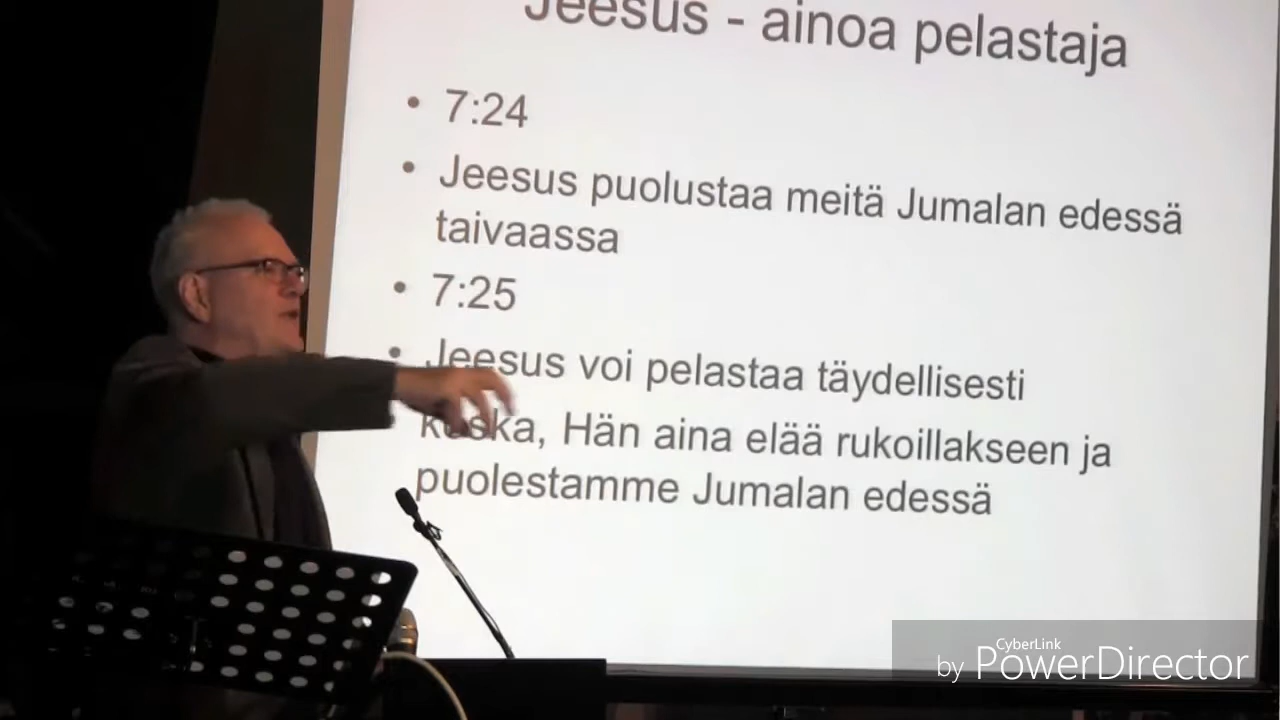 Jeesus - ainoa pelastaja
• 7:24
• Jeesus puolustaa meitä Jumalan edessä
taivaassa
• 7:25
• Jeesus voi pelastaa täydellisesti
• koska, Hän aina elää rukoillakseen ja
puolestamme Jumalan edessä
CyberLink
by PowerDirector